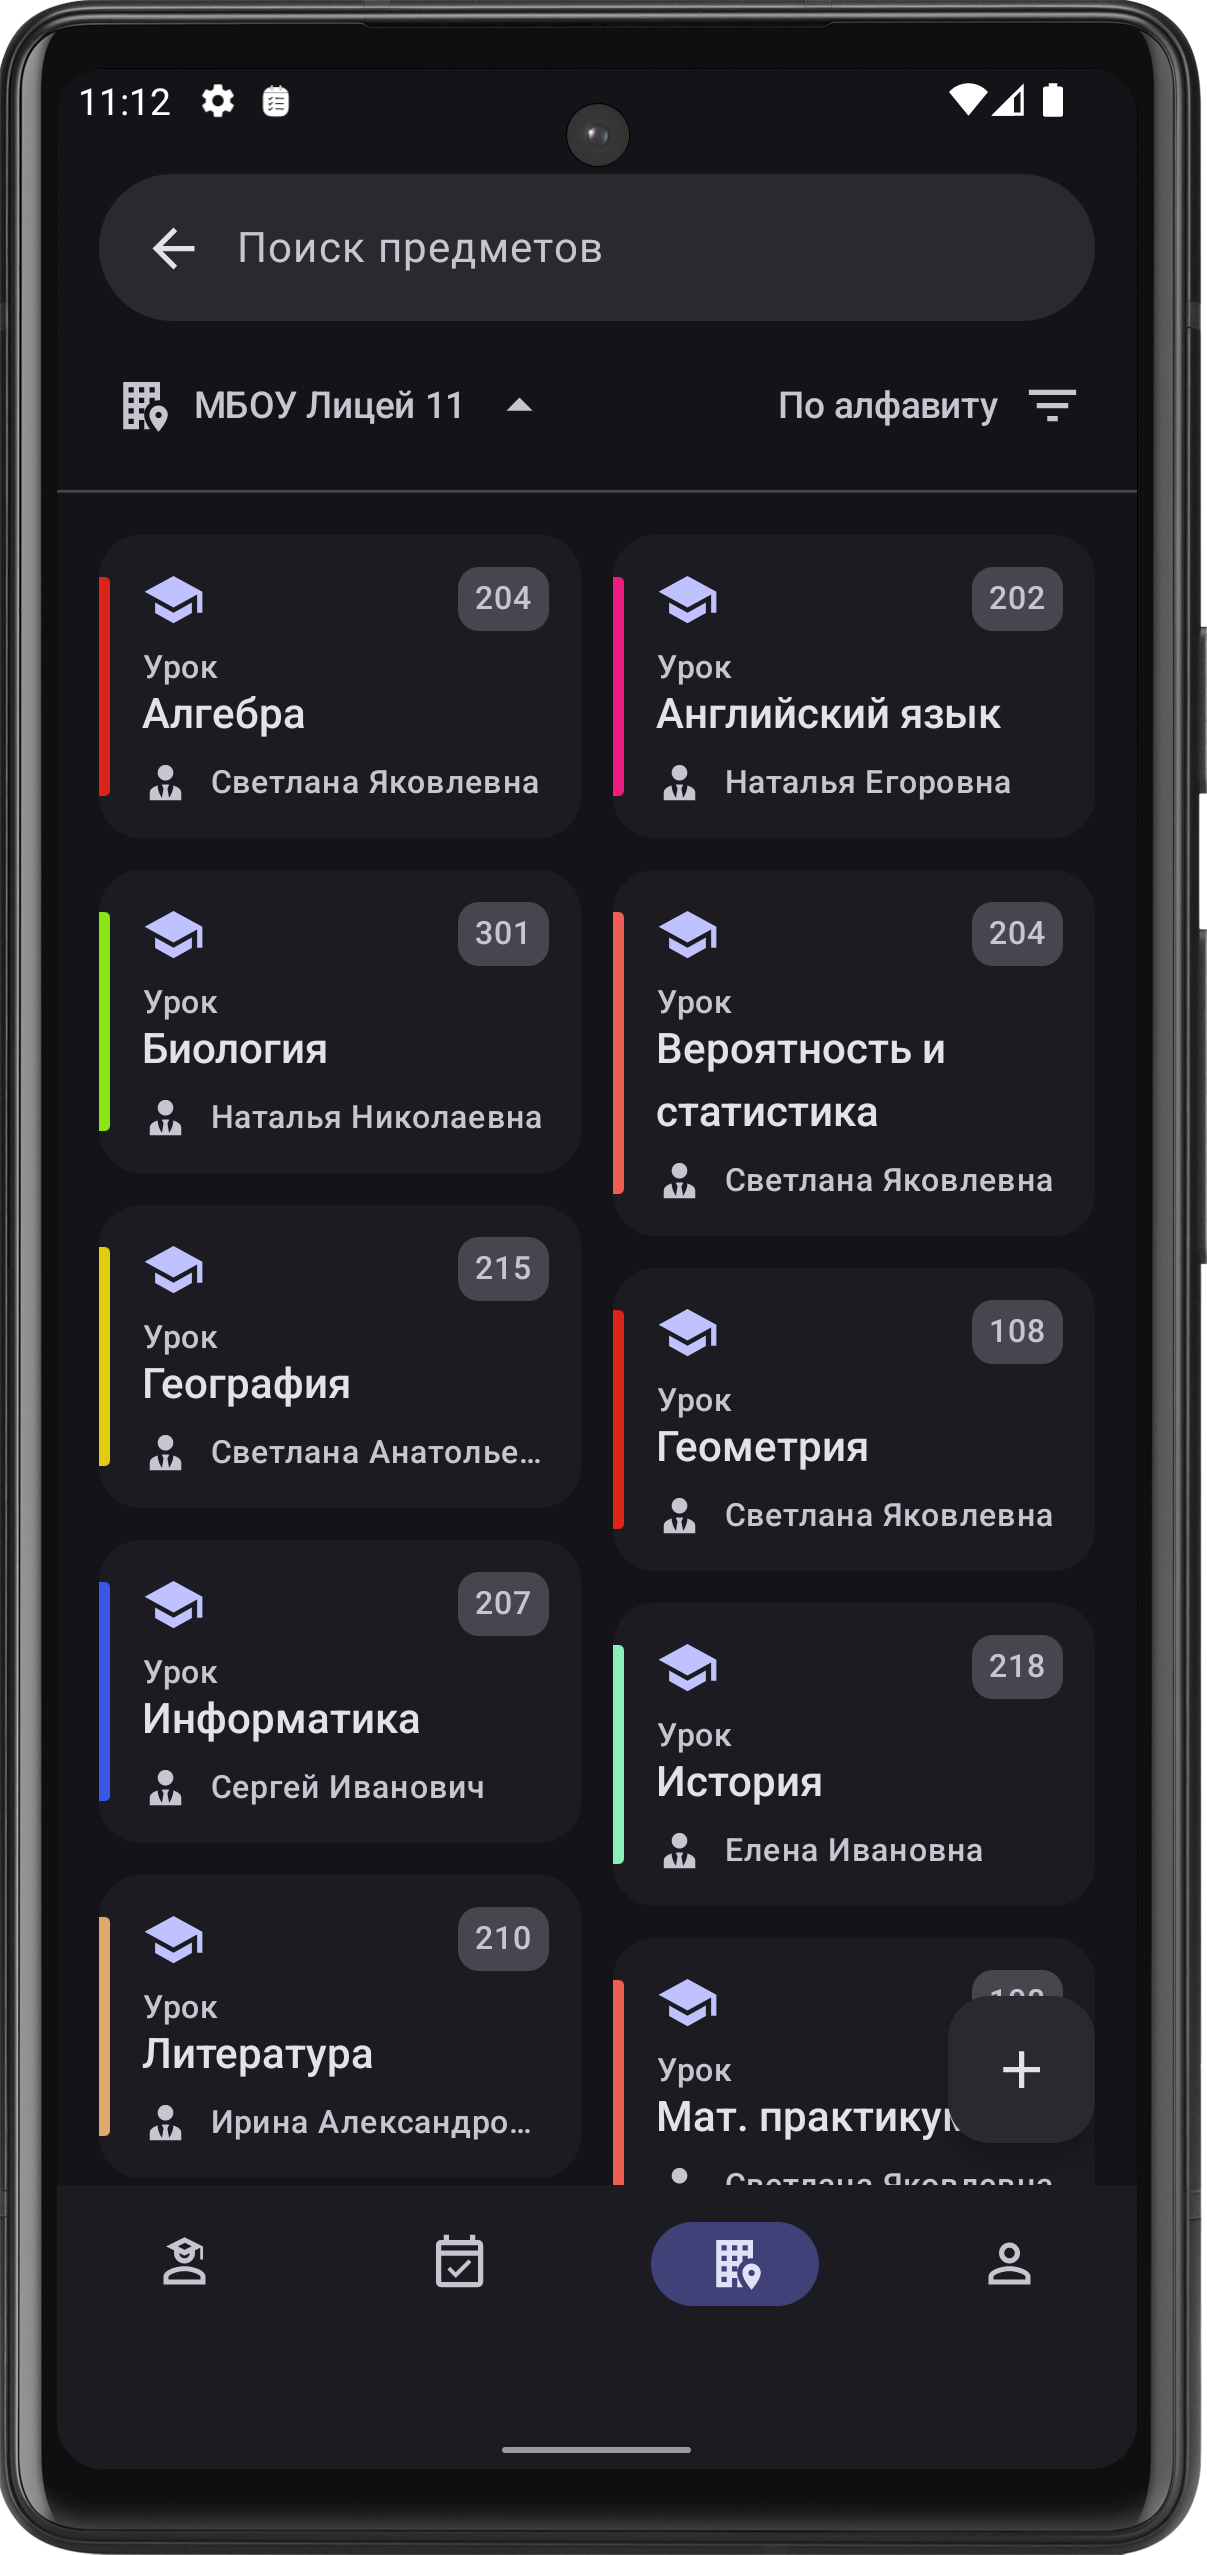 11:12
Поиск предметов
МБОУ Лицей 11
По алфавиту
204
Урок
Алгебра
Светлана Яковлевна
202
Урок
Английский язык
Наталья Егоровна
301
Урок
Биология
Наталья Николаевна
204
Урок
Вероятность и
статистика
Светлана Яковлевна
215
Урок
География
Светлана Анатолье...
108
Урок
Геометрия
Светлана Яковлевна
207
Урок
Информатика
Сергей Иванович
218
Урок
История
Елена Ивановна
210
Урок
Литература
Ирина Александро...
Урок
Мат.
Светлана Яковлевна